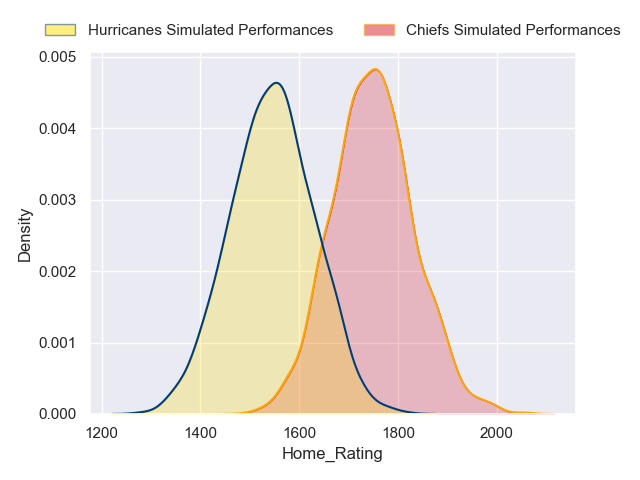 Hurricanes Simulated Performances
Chiefs Simulated Performances
0.005
0.004
0.003
0.002
0.001
0.000
Density
1200
1400
1600
1800
2000
Home_Rating